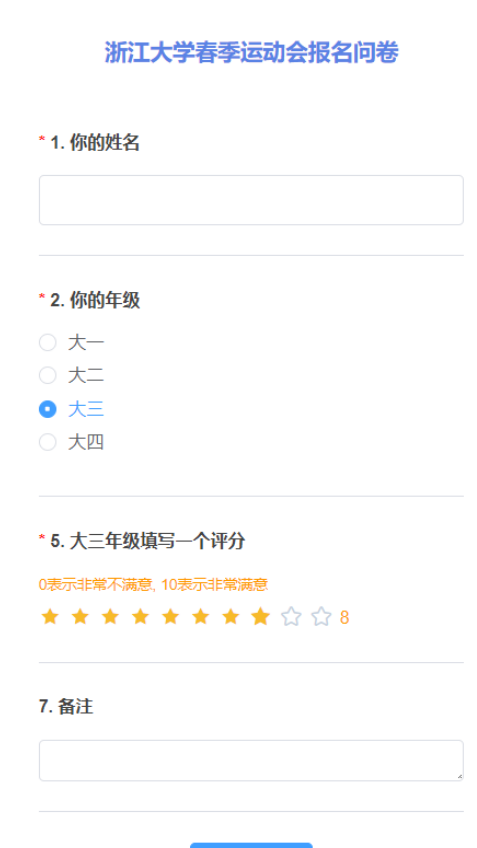 浙江大学春季运动会报名问卷
* 1. 你的姓名
* 2. 你的年级
大一
大二
大三
大四
* 5. 大三年级填写一个评分
0表示非常不满意, 10表示非常满意
8
7. 备注